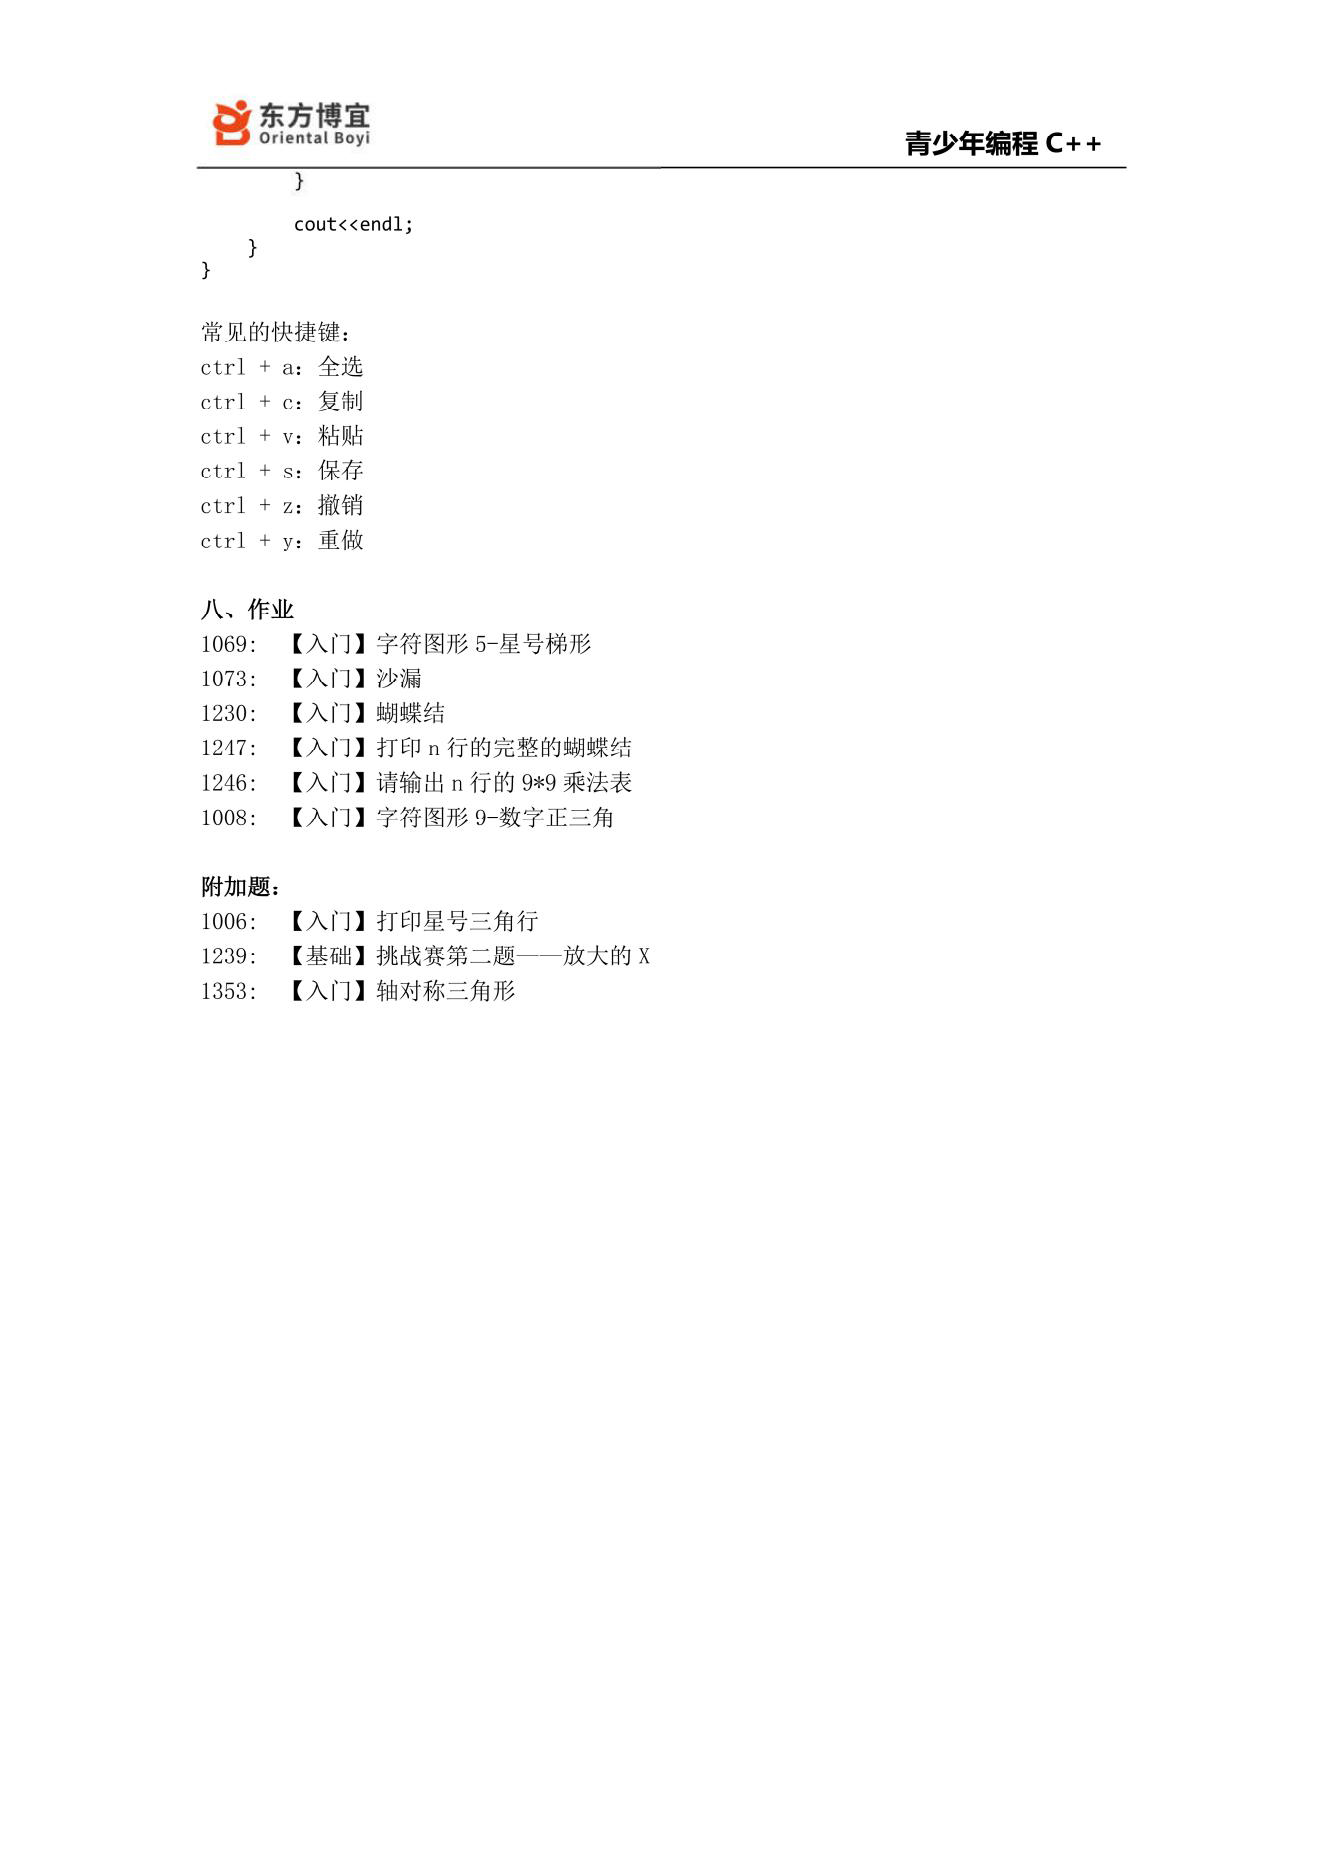 东方博宜
Oriental Boyi
青少年编程 C++
        }

        cout<<endl;
    }
}

常见的快捷键：
ctrl + a：全选
ctrl + c：复制
ctrl + v：粘贴
ctrl + s：保存
ctrl + z：撤销
ctrl + y：重做

八、作业
1069: 【入门】字符图形 5-星号梯形
1073: 【入门】沙漏
1230: 【入门】蝴蝶结
1247: 【入门】打印 n 行的完整的蝴蝶结
1246: 【入门】请输出 n 行的 9*9 乘法表
1008: 【入门】字符图形 9-数字正三角

附加题：
1006: 【入门】打印星号三角行
1239: 【基础】挑战赛第二题——放大的 X
1353: 【入门】轴对称三角形